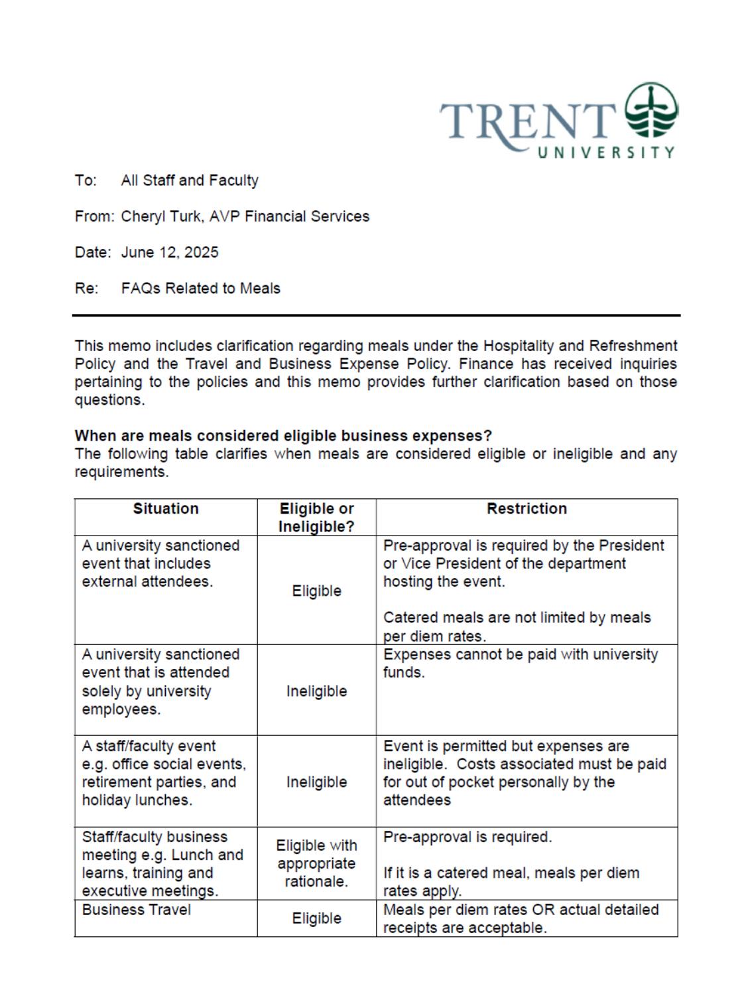 TRENT
UNIVERSITY
To: All Staff and Faculty
From: Cheryl Turk, AVP Financial Services
Date: June 12, 2025
Re: FAQs Related to Meals
This memo includes clarification regarding meals under the Hospitality and Refreshment
Policy and the Travel and Business Expense Policy. Finance has received inquiries
pertaining to the policies and this memo provides further clarification based on those
questions.
When are meals considered eligible business expenses?
The following table clarifies when meals are considered eligible or ineligible and any
requirements.
Situation
Eligible or
Ineligible?
Restriction
A university sanctioned
event that includes
external attendees.
Eligible
Pre-approval is required by the President
or Vice President of the department
hosting the event.
Catered meals are not limited by meals
per diem rates.
A university sanctioned
event that is attended
solely by university
employees.
Ineligible
Expenses cannot be paid with university
funds.
A staff/faculty event
e.g. office social events,
retirement parties, and
holiday lunches.
Ineligible
Event is permitted but expenses are
ineligible.  Costs associated must be paid
for out of pocket personally by the
attendees
Staff/faculty business
meeting e.g. Lunch and
learns, training and
executive meetings.
Eligible with
appropriate
rationale.
Pre-approval is required.
If it is a catered meal, meals per diem
rates apply.
Business Travel
Eligible
Meals per diem rates OR actual detailed
receipts are acceptable.